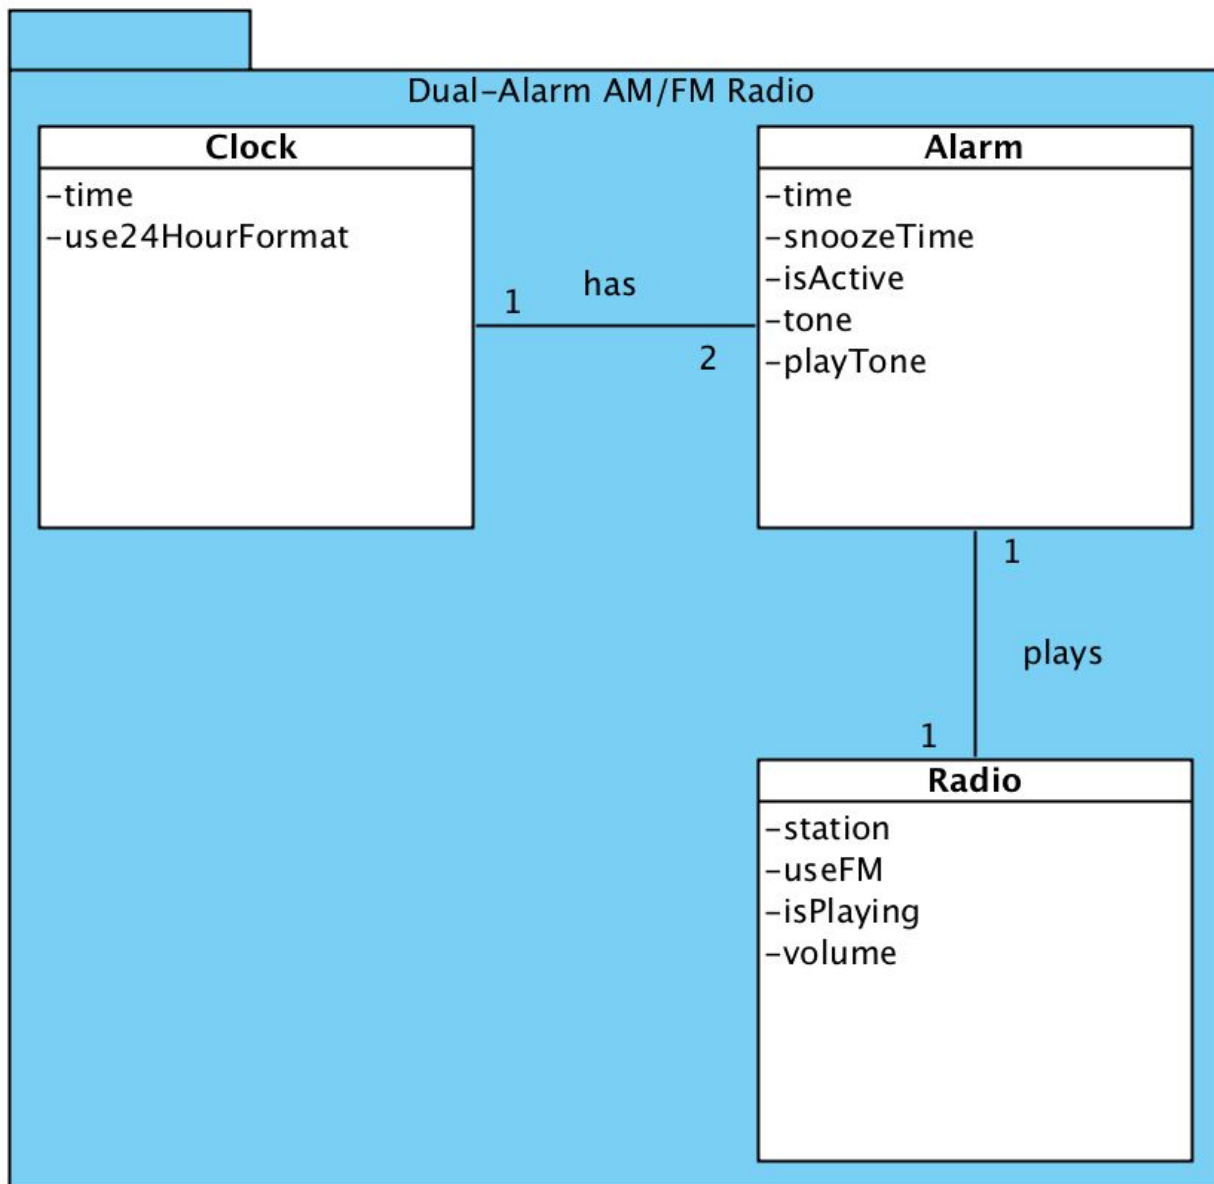 Dual-Alarm AM/FM Radio
Clock
-time
-use24HourFormat
1
has
2
Alarm
-time
-snoozeTime
-isActive
-tone
-playTone
1
plays
1
Radio
-station
-useFM
-isPlaying
-volume